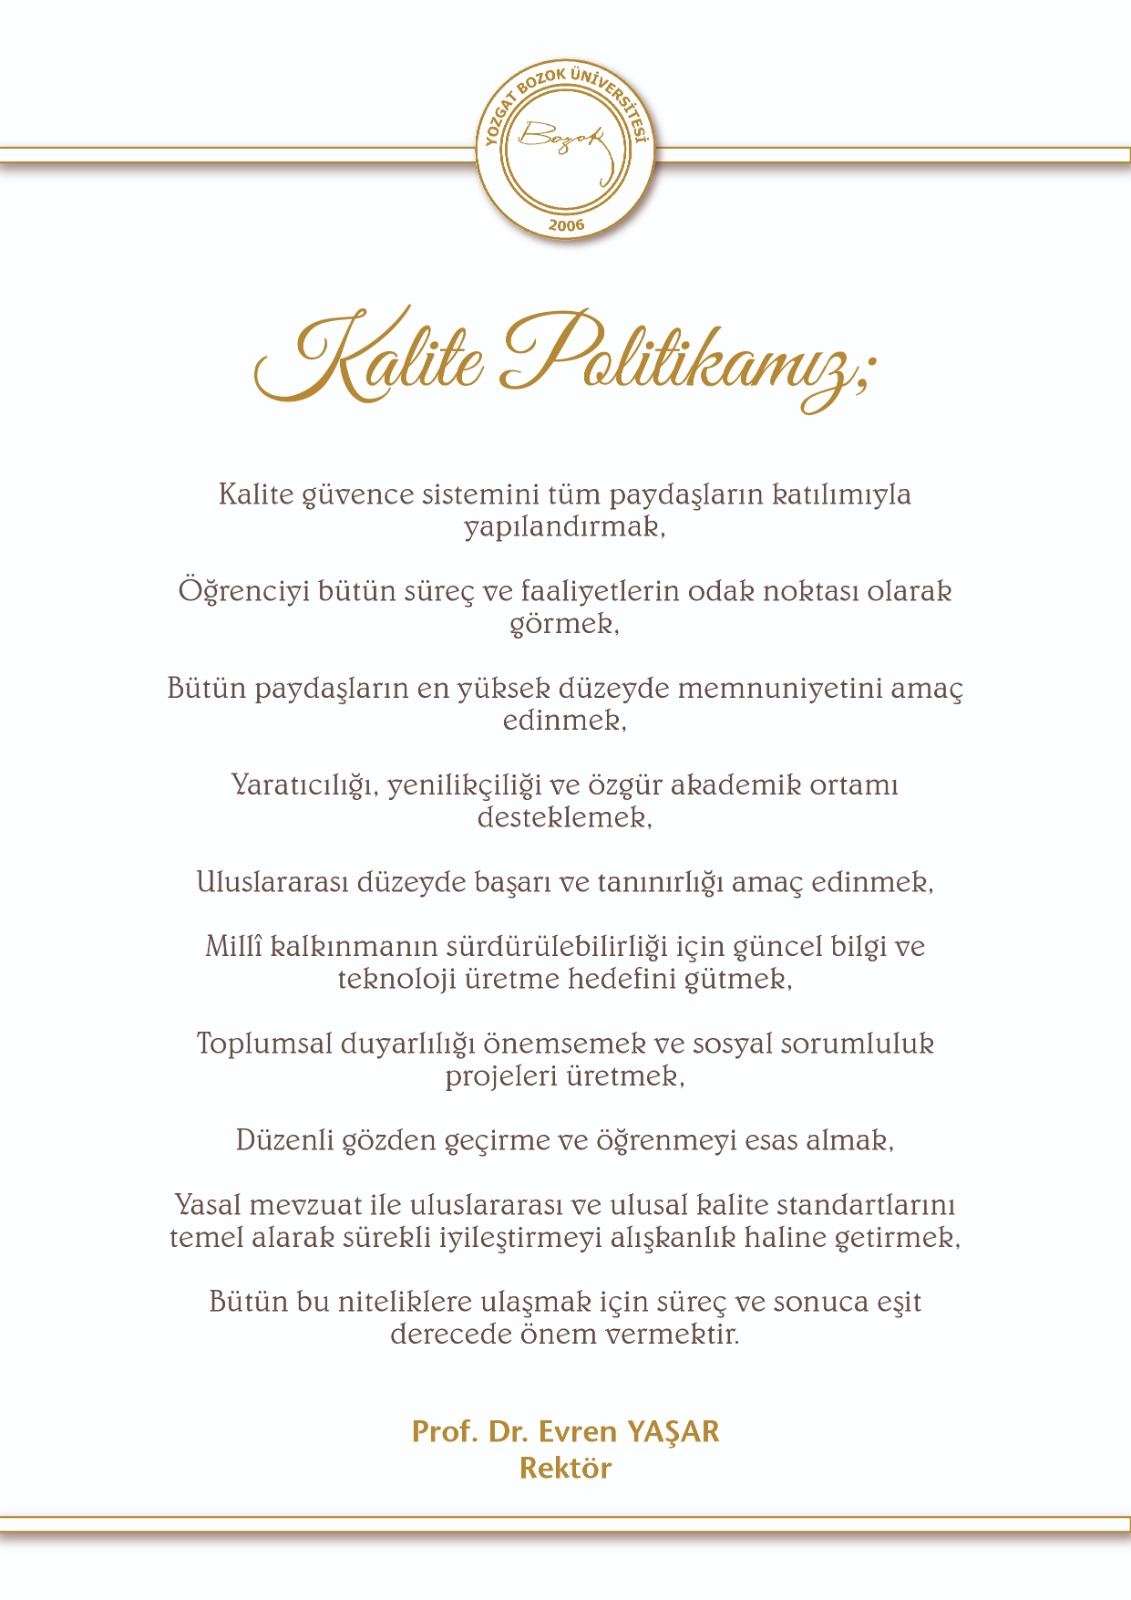 YOZGAT BOZOK ÜNİVERSİTESİ
Bozok
2006
Kalite Politikamız;
Kalite güvence sistemini tüm paydaşların katılımıyla
yapılandırmak,
Öğrenciyi bütün süreç ve faaliyetlerin odak noktası olarak
görmek,
Bütün paydaşların en yüksek düzeyde memnuniyetini amaç
edinmek,
Yaratıcılığı, yenilikçiliği ve özgür akademik ortamı
desteklemek,
Uluslararası düzeyde başarı ve tanınırlığı amaç edinmek,
Millî kalkınmanın sürdürülebilirliği için güncel bilgi ve
teknoloji üretme hedefini gütmek,
Toplumsal duyarlılığı önemsemek ve sosyal sorumluluk
projeleri üretmek,
Düzenli gözden geçirme ve öğrenmeyi esas almak,
Yasal mevzuat ile uluslararası ve ulusal kalite standartlarını
temel alarak sürekli iyileştirmeyi alışkanlık haline getirmek,
Bütün bu niteliklere ulaşmak için süreç ve sonuca eşit
derecede önem vermektir.
Prof. Dr. Evren YAŞAR
Rektör